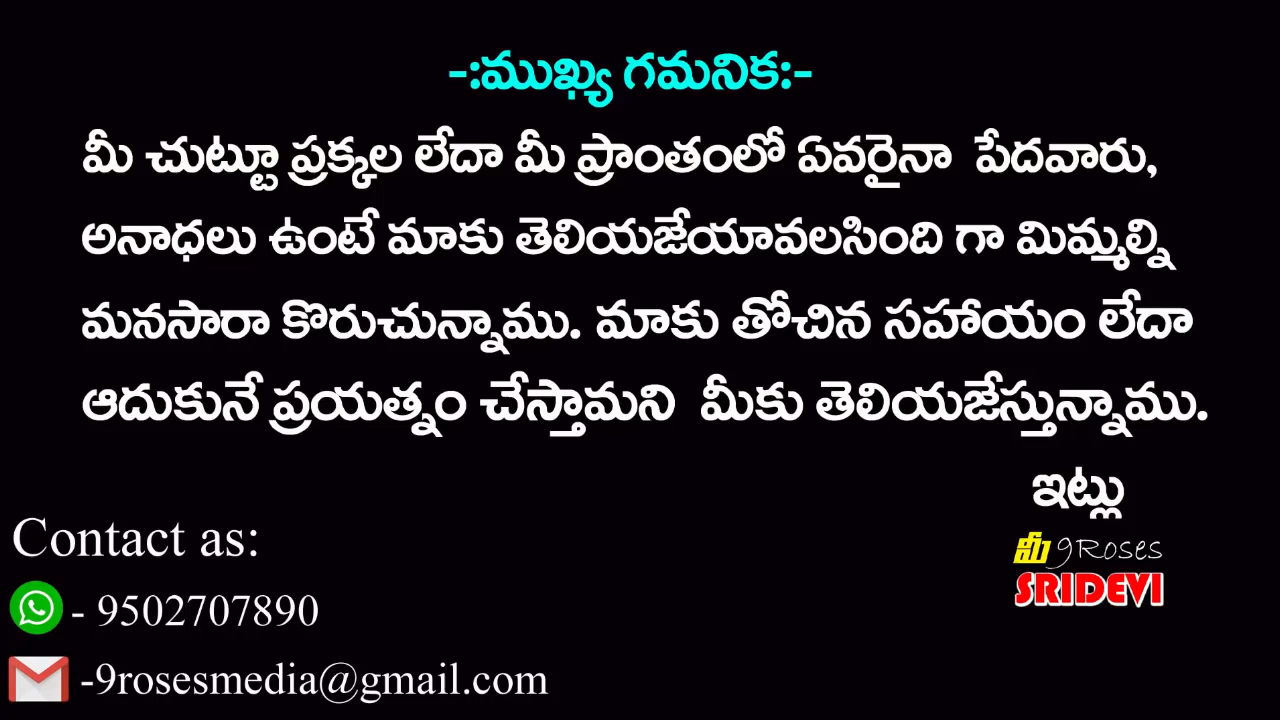 -:ముఖ్య గమనిక:-
మీ చుట్టూ ప్రక్కల లేదా మీ ప్రాంతంలో ఏవరైనా పేదవారు,
అనాధలు ఉంటే మాకు తెలియజేయావలసింది గా మిమ్మల్ని
మనసారా కొరుచున్నాము. మాకు తోచిన సహాయం లేదా
ఆదుకునే ప్రయత్నం చేస్తామని మీకు తెలియజేస్తున్నాము.
ఇట్లు
మీ 9Roses
SRIDEVI
Contact as:
- 9502707890
-9rosesmedia@gmail.com